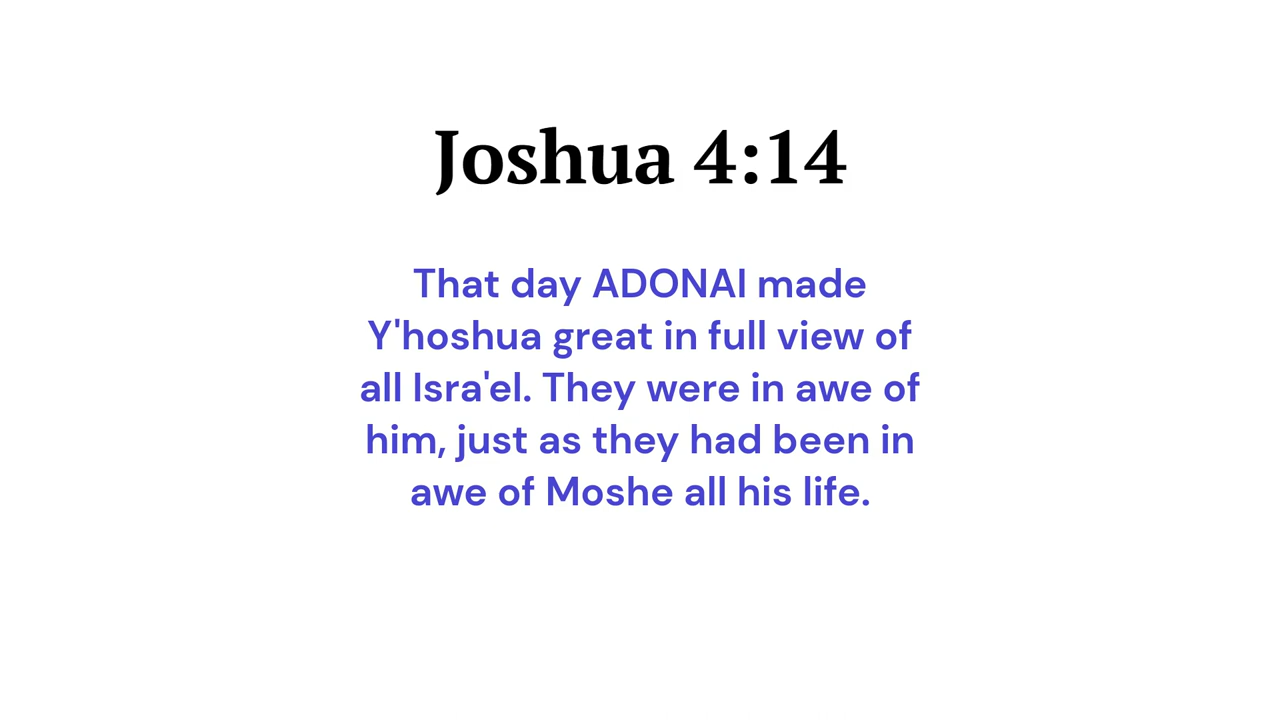 Joshua 4:14
That day ADONAI made
Y'hoshua great in full view of
all Isra'el. They were in awe of
him, just as they had been in
awe of Moshe all his life.